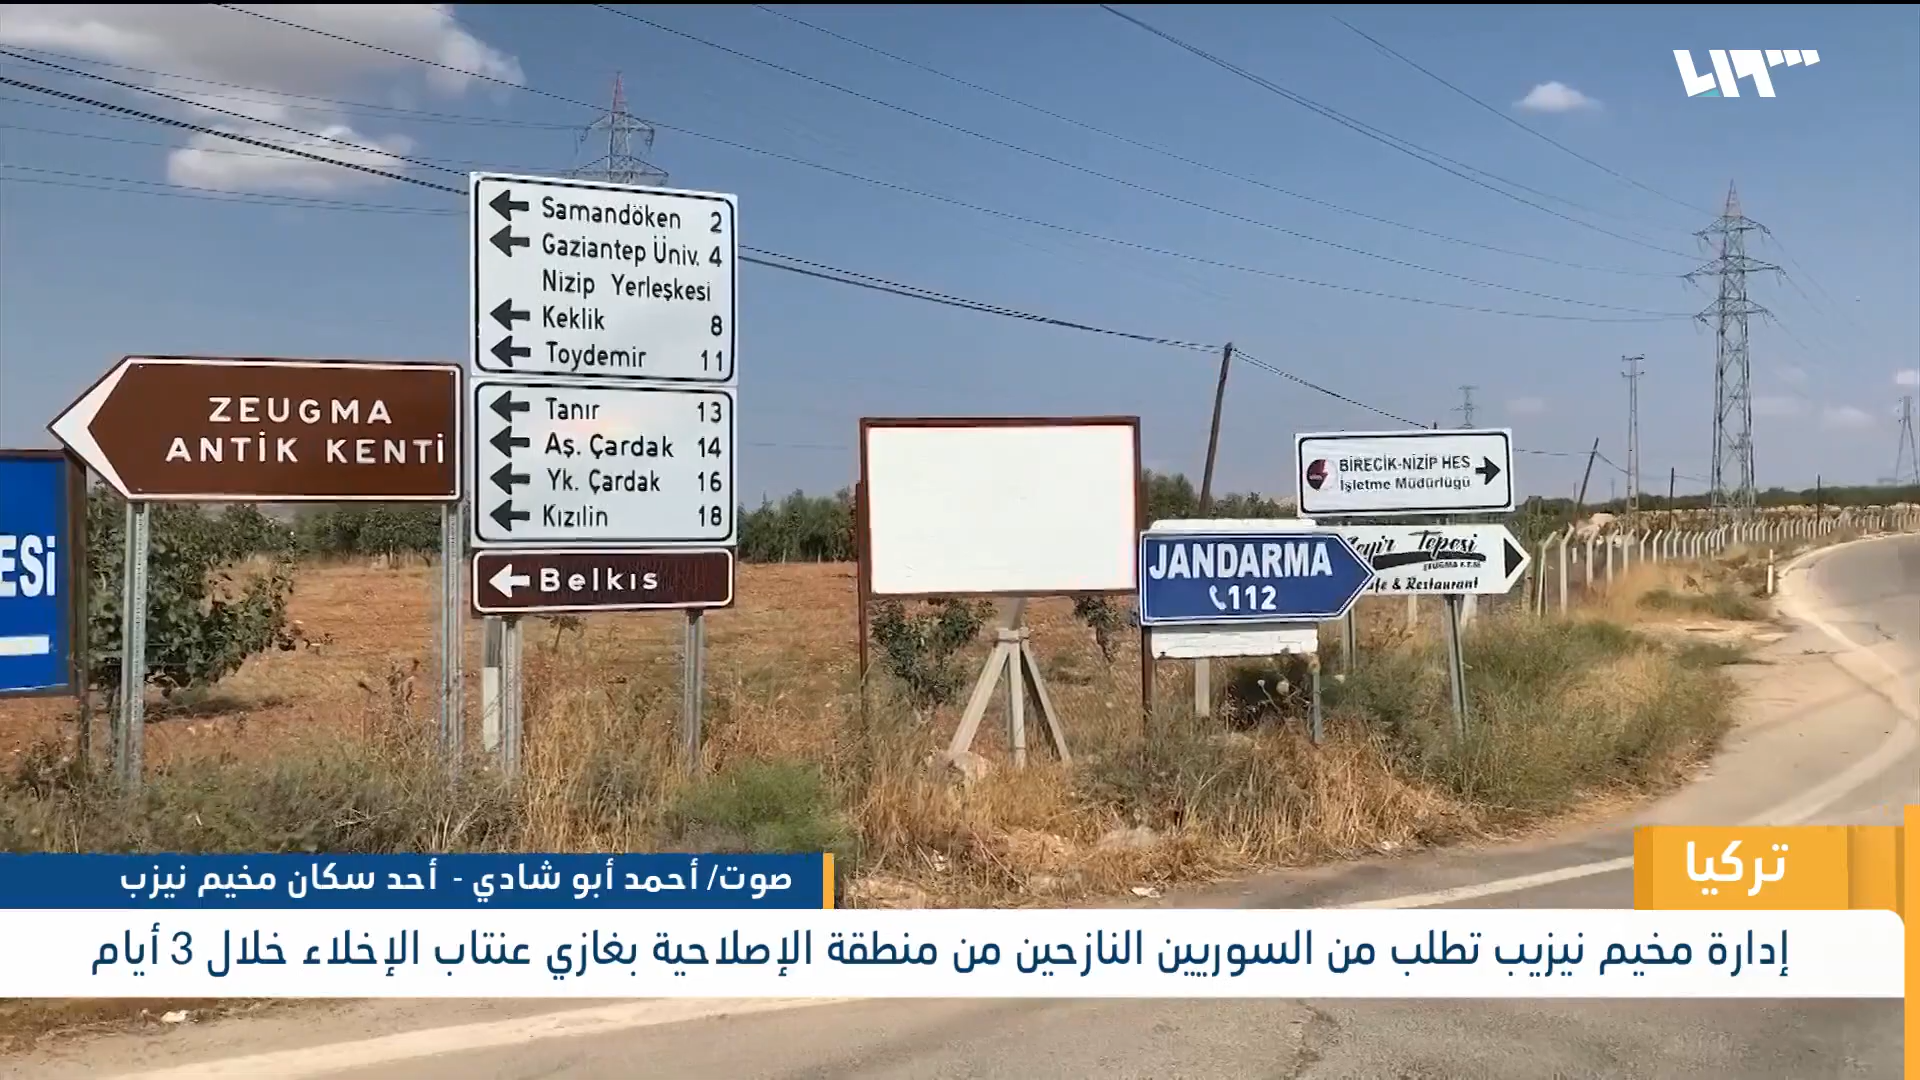 ESİ
ZEUGMA
ANTİK KENTİ
Samandöken 2
Gaziantep Üniv. 4
Nizip Yerleşkesi
Keklik 8
Toydemir 11
Tanır 13
Aş. Çardak 14
Yk. Çardak 16
Kızılin 18
Belkıs
BİRECİK-NİZİP HES
İşletme Müdürlüğü
JANDARMA
112
Tepesi
& Restaurant
تركيا
صوت/ أحمد أبو شادي - أحد سكان مخيم نيزب
إدارة مخيم نيزيب تطلب من السوريين النازحين من منطقة الإصلاحية بغازي عنتاب الإخلاء خلال 3 أيام